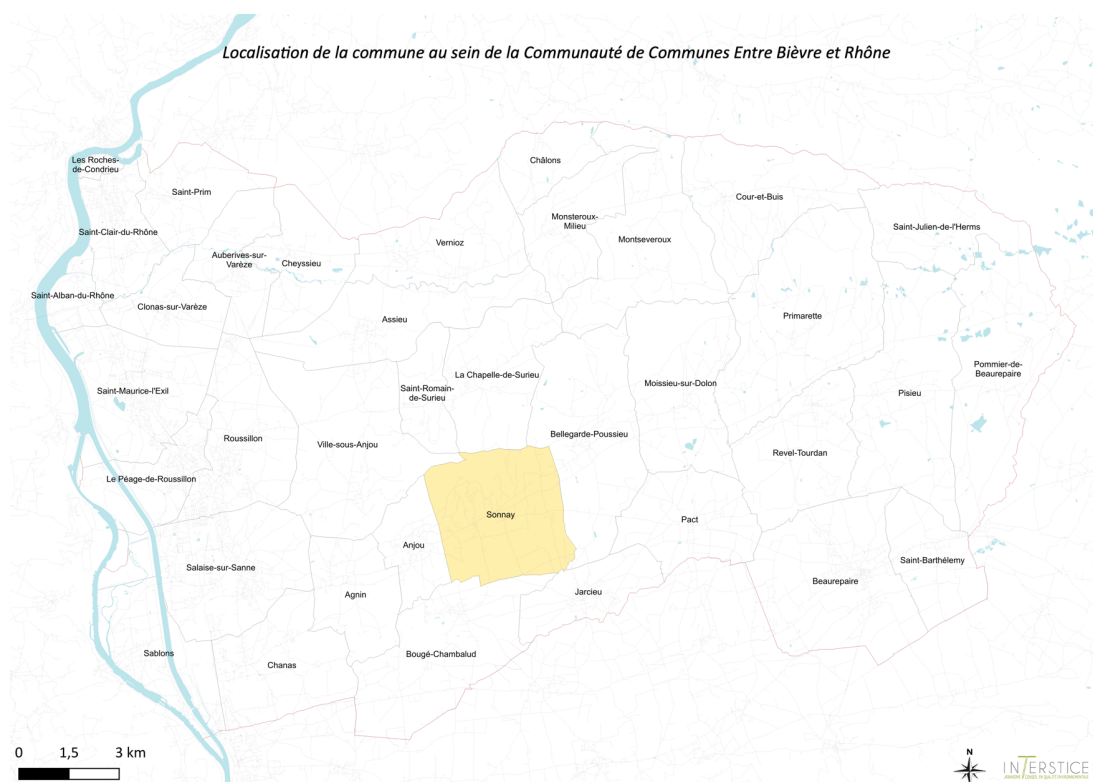 Localisation de la commune au sein de la Communauté de Communes Entre Bièvre et Rhône
Les Roches-
de-Condrieu
Châlons
Saint-Prim
Cour-et-Buis
Monsteroux-
Milieu
Saint-Julien-de-l'Herms
Saint-Clair-du-Rhône
Vernioz
Montseveroux
Auberives-sur-
Varèze
Cheyssieu
Saint-Alban-du-Rhône
Clonas-sur-Varèze
Assieu
Primarette
La Chapelle-de-Surieu
Pommier-de-
Beaurepaire
Saint-Maurice-l'Exil
Saint-Romain-
de-Surieu
Moissieu-sur-Dolon
Pisieu
Roussillon
Ville-sous-Anjou
Bellegarde-Poussieu
Revel-Tourdan
Le Péage-de-Roussillon
Sonnay
Pact
Anjou
Salaise-sur-Sanne
Saint-Barthélemy
Agnin
Jarcieu
Beaurepaire
Sablons
Chanas
Bougé-Chambalud
0 1,5 3 km
N
INTERSTICE